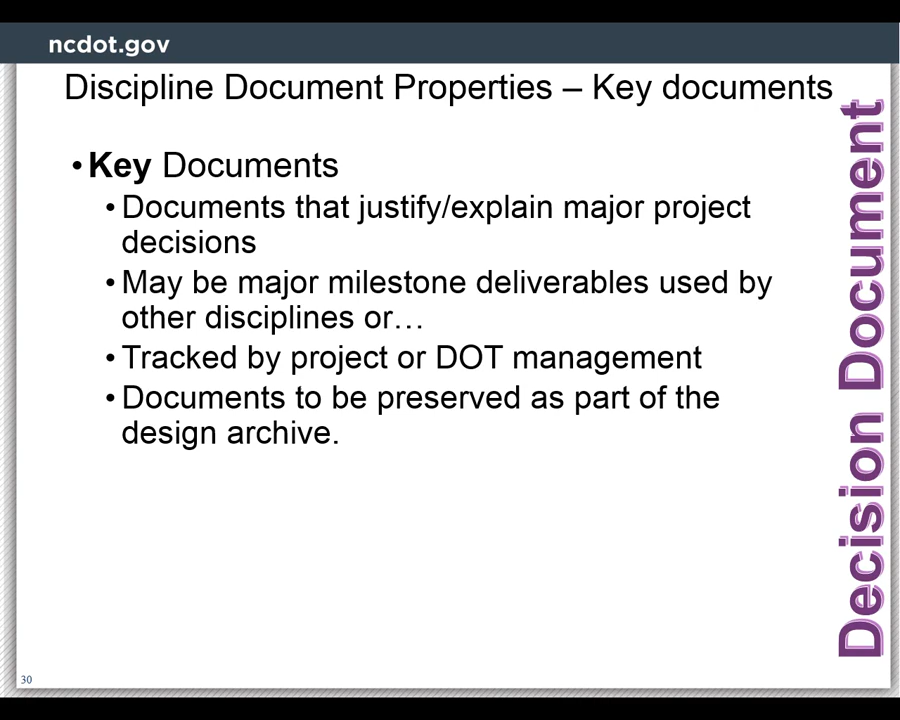 ncdot.gov
Discipline Document Properties – Key documents
• Key Documents
• Documents that justify/explain major project
decisions
• May be major milestone deliverables used by
other disciplines or…
• Tracked by project or DOT management
• Documents to be preserved as part of the
design archive.
Decision Document
30